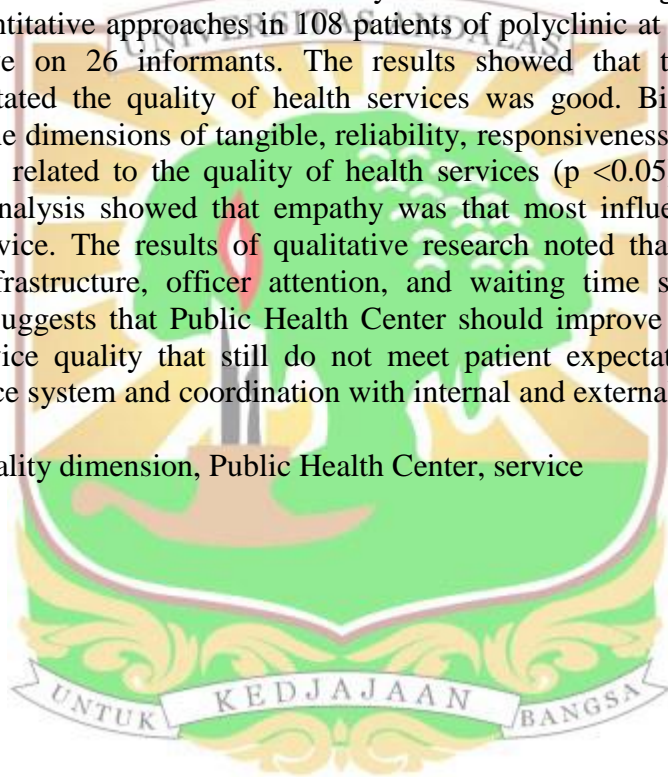 ntitative approaches in 108 patients of polyclinic at
UNIVERSITAS ANDALAS
e on 26 informants. The results showed that t
tated the quality of health services was good. Bi
ne dimensions of tangible, reliability, responsiveness
related to the quality of health services (p <0.05
nalysis showed that empathy was that most influe
vice. The results of qualitative research noted tha
frastructure, officer attention, and waiting time s
uggests that Public Health Center should improve
vice quality that still do not meet patient expectat
ce system and coordination with internal and externa
ality dimension, Public Health Center, service
UNTUK KEDJAJAAN BANGSA